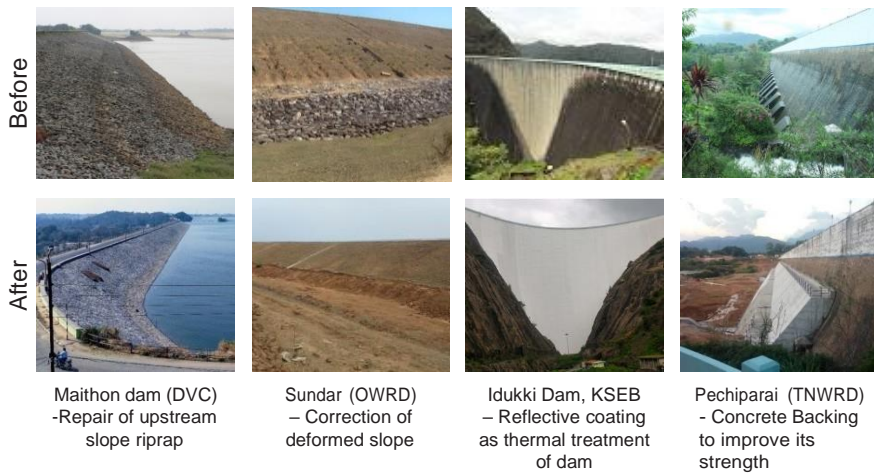 Before
After
Maithon dam (DVC)
-Repair of upstream
slope riprap
Sundar (OWRD)
– Correction of
deformed slope
Idukki Dam, KSEB
– Reflective coating
as thermal treatment
of dam
Pechiparai (TNWRD)
- Concrete Backing
to improve its
strength